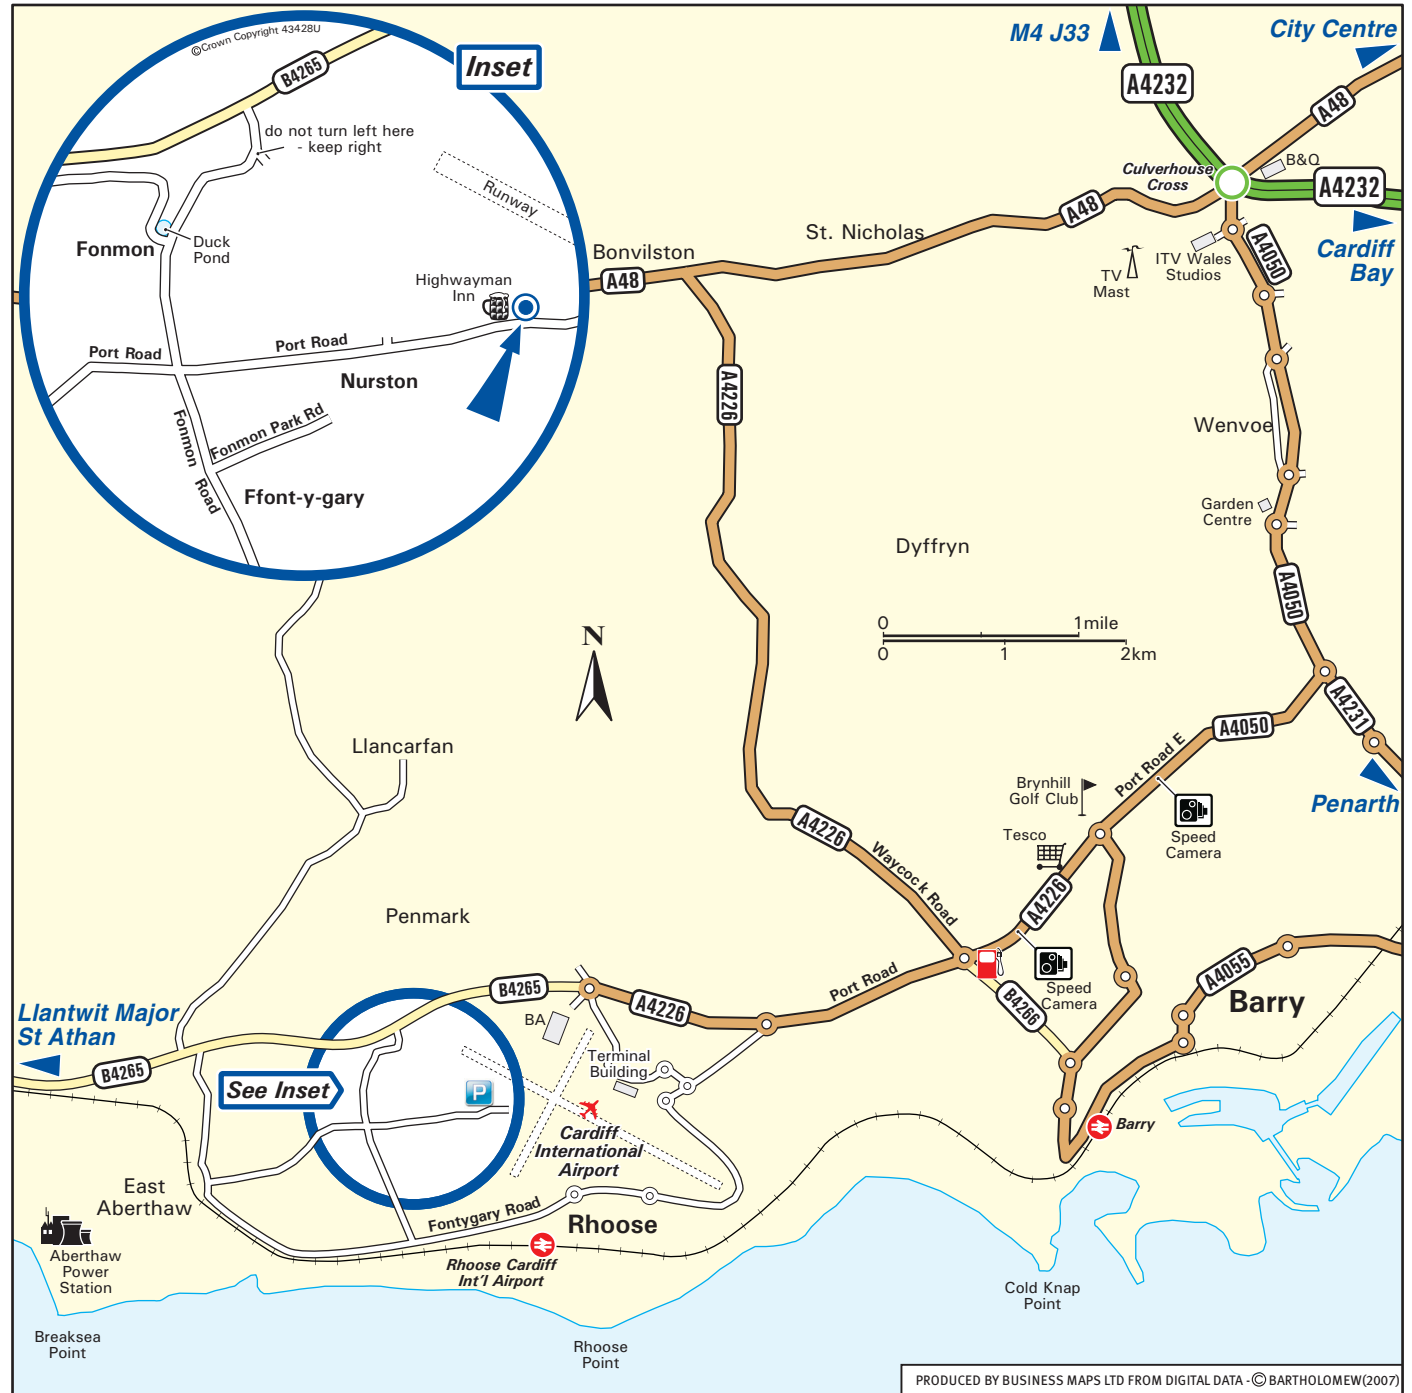 ©Crown Copyright 43428U
Inset
B4265
do not turn left here
- keep right
Runway
Fonmon
Duck
Pond
Highwayman
Inn
Port Road
Port Road
Nurston
Fonmon Park Rd
Fonmon Road
Ffont-y-gary
M4 J33
City Centre
A4232
A48
Culverhouse
Cross
B&Q
A4232
Cardiff
Bay
A48
St. Nicholas
Bonvilston
A48
A4050
ITV Wales
Studios
TV
Mast
A4226
Wenvoe
Garden
Centre
Dyffryn
A4050
0 1mile
0 1 2km
N
A4231
A4050
Penarth
Port Road E
Llancarfan
Brynhill
Golf Club
Speed
Camera
Tesco
A4226
Waycock Road
A4226
Penmark
Speed
Camera
A4055
Barry
B4266
Port Road
A4226
B4265
BA
Llantwit Major
St Athan
B4265
See Inset
P
Terminal
Building
Cardiff
International
Airport
Barry
East
Aberthaw
Fontygary Road
Rhoose
Rhoose Cardiff
Int'l Airport
Aberthaw
Power
Station
Cold Knap
Point
Breaksea
Point
Rhoose
Point
PRODUCED BY BUSINESS MAPS LTD FROM DIGITAL DATA - © BARTHOLOMEW(2007)